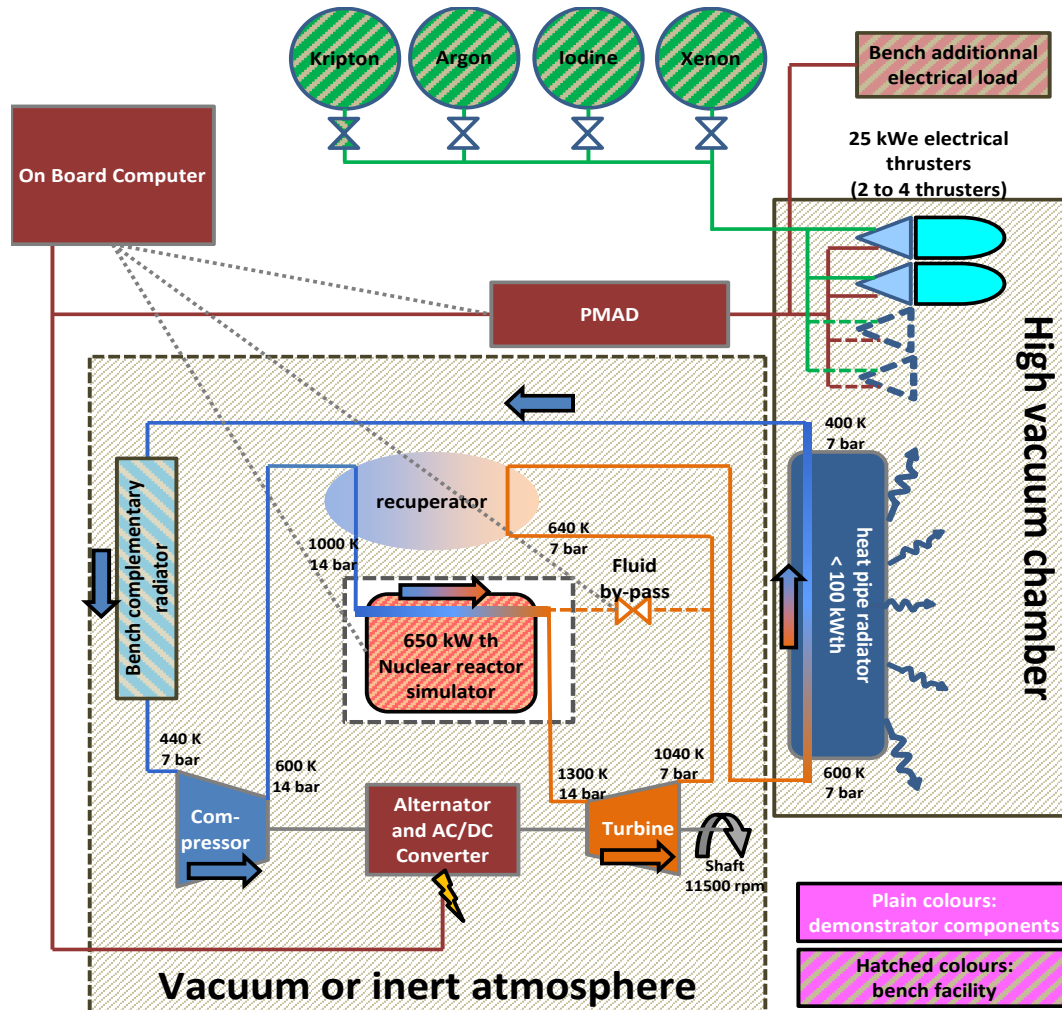 Kripton
Argon
Iodine
Xenon
Bench additionnal
electrical load
On Board Computer
25 kWe electrical
thrusters
(2 to 4 thrusters)
PMAD
High vacuum chamber
400 K
7 bar
recuperator
640 K
7 bar
1000 K
14 bar
Fluid
by-pass
Bench complementary
radiator
heat pipe radiator
< 100 kWth
650 kW th
Nuclear reactor
simulator
440 K
7 bar
600 K
14 bar
1300 K
14 bar
1040 K
7 bar
600 K
7 bar
Com-
pressor
Alternator
and AC/DC
Converter
Turbine
Shaft
11500 rpm
Plain colours:
demonstrator components
Hatched colours:
bench facility
Vacuum or inert atmosphere